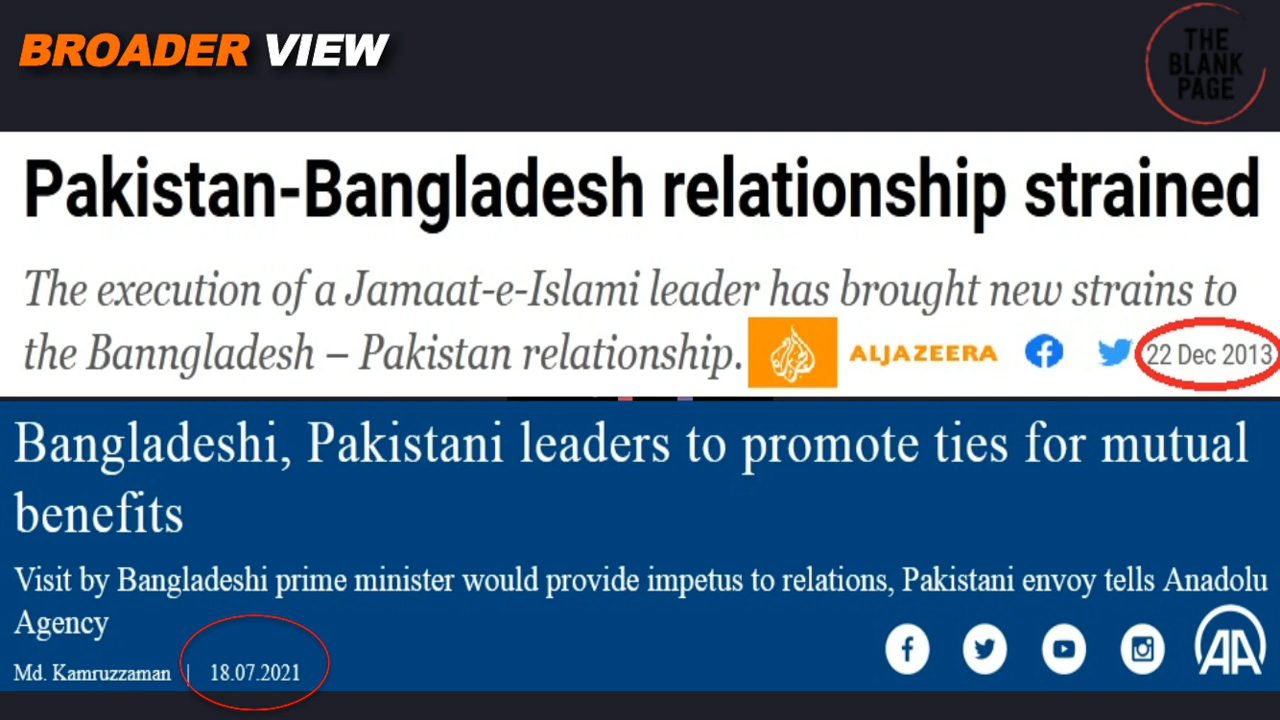 BROADER VIEW
THE
BLANK
PAGE
Pakistan-Bangladesh relationship strained
The execution of a Jamaat-e-Islami leader has brought new strains to
the Banngladesh – Pakistan relationship.
ALJAZEERA
22 Dec 2013
Bangladeshi, Pakistani leaders to promote ties for mutual
benefits
Visit by Bangladeshi prime minister would provide impetus to relations, Pakistani envoy tells Anadolu
Agency
Md. Kamruzzaman | 18.07.2021
AA